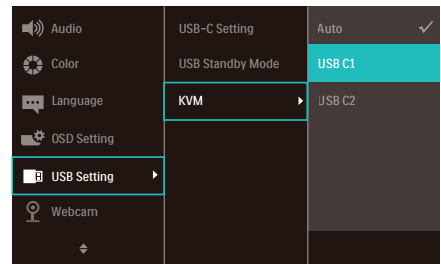 Audio
Color
Language
OSD Setting
USB Setting
Webcam
USB-C Setting
USB Standby Mode
KVM
Auto
USB C1
USB C2